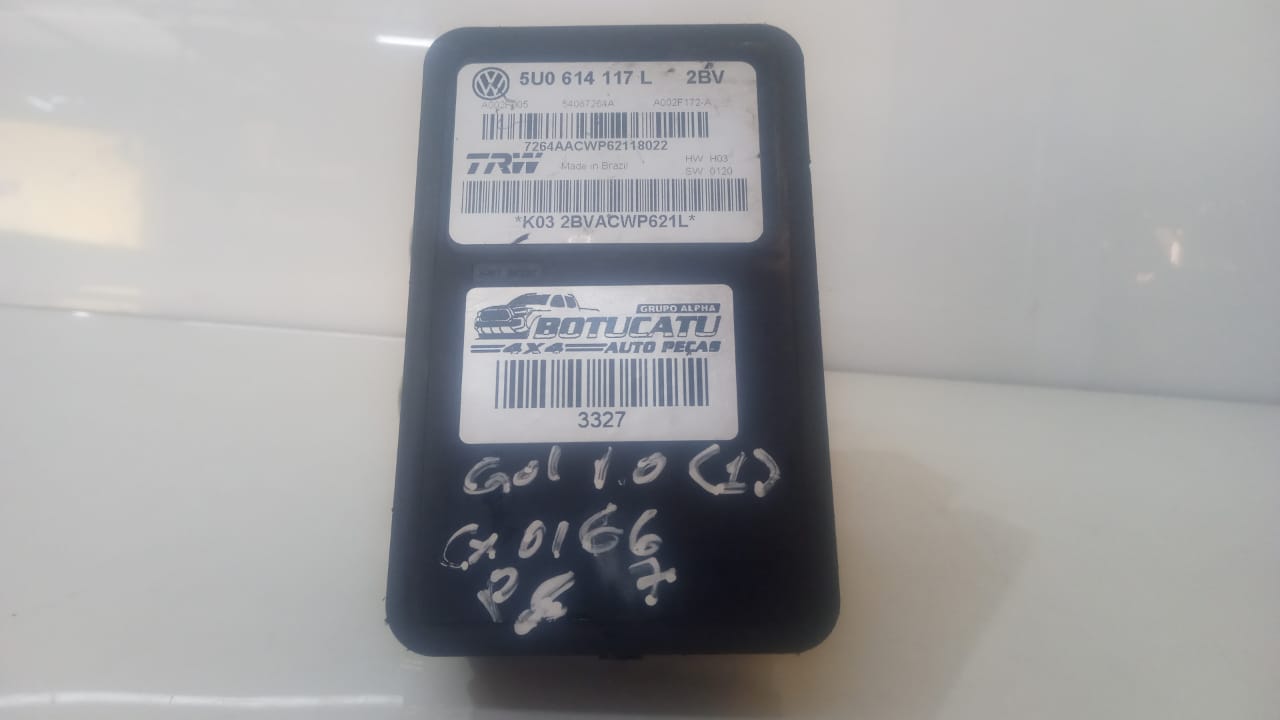 5U0 614 117 L 2BV
54087264A A002F172-A
7264AACWP62118022
TRW Made in Brazil HW H03
SW 0120
*K03 2BVACWP621L*
GRUPO ALPHA
BOTUCATU
4X4 AUTO PEÇAS
3327
Gol 1.0 (1)
CX 0166
7